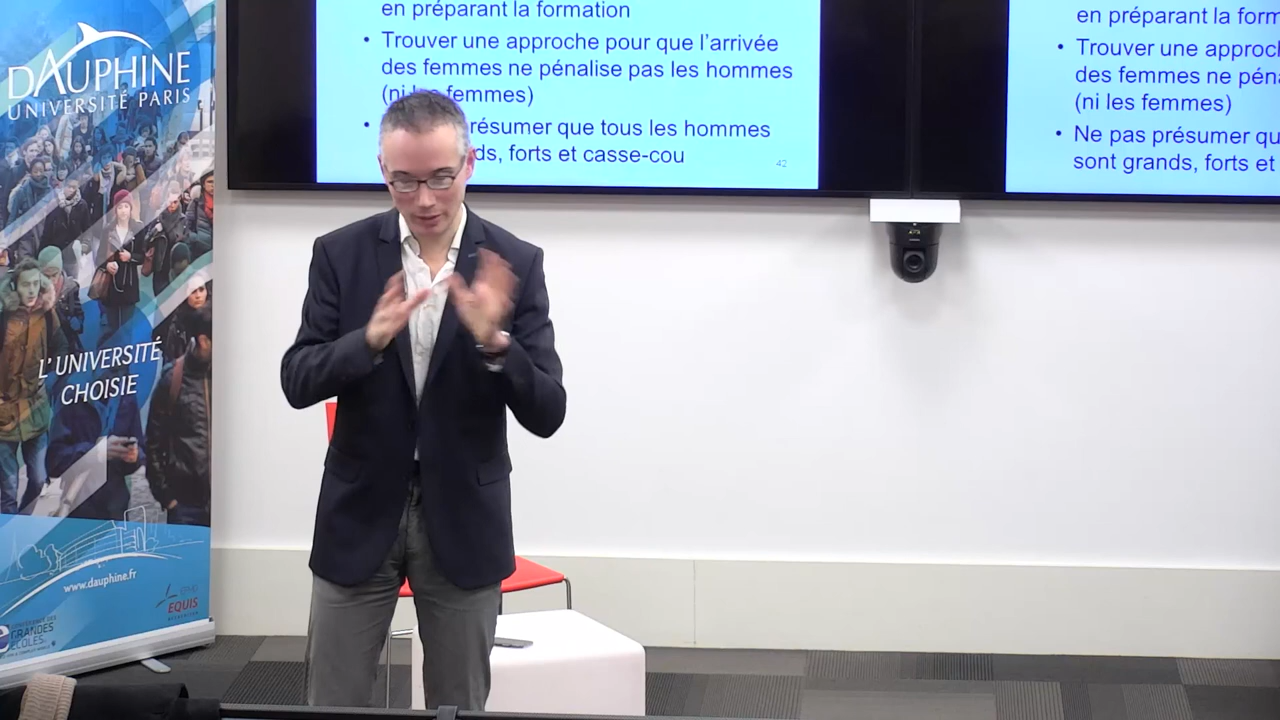 DAUPHINE
UNIVERSITÉ PARIS
L'UNIVERSITÉ
CHOISIE
www.dauphine.fr
EQUIS
GRANDES
en préparant la formation
• Trouver une approche pour que l'arrivée
des femmes ne pénalise pas les hommes
(ni les femmes)
• résumer que tous les hommes
ds, forts et casse-cou
42
en préparant la form
• Trouver une approch
des femmes ne péna
(ni les femmes)
• Ne pas présumer qu
sont grands, forts et